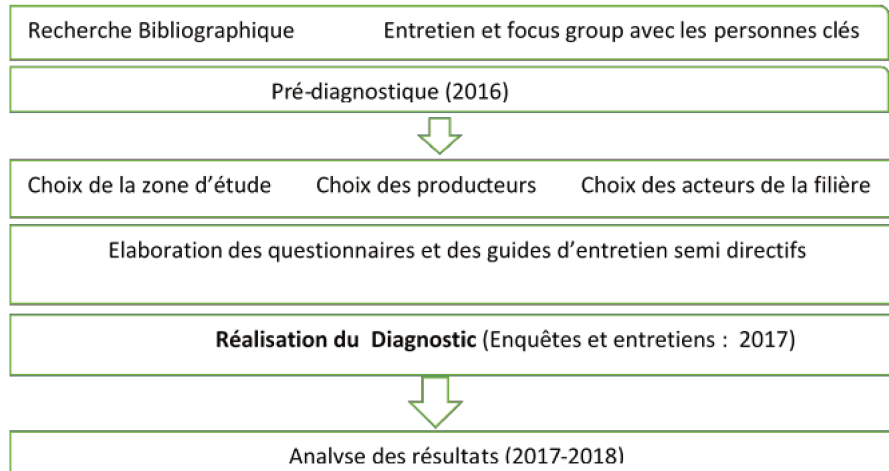 Recherche Bibliographique Entretien et focus group avec les personnes clés
Pré-diagnostique (2016)
Choix de la zone d'étude Choix des producteurs Choix des acteurs de la filière
Elaboration des questionnaires et des guides d'entretien semi directifs
Réalisation du Diagnostic (Enquêtes et entretiens : 2017)
Analyse des résultats (2017-2018)